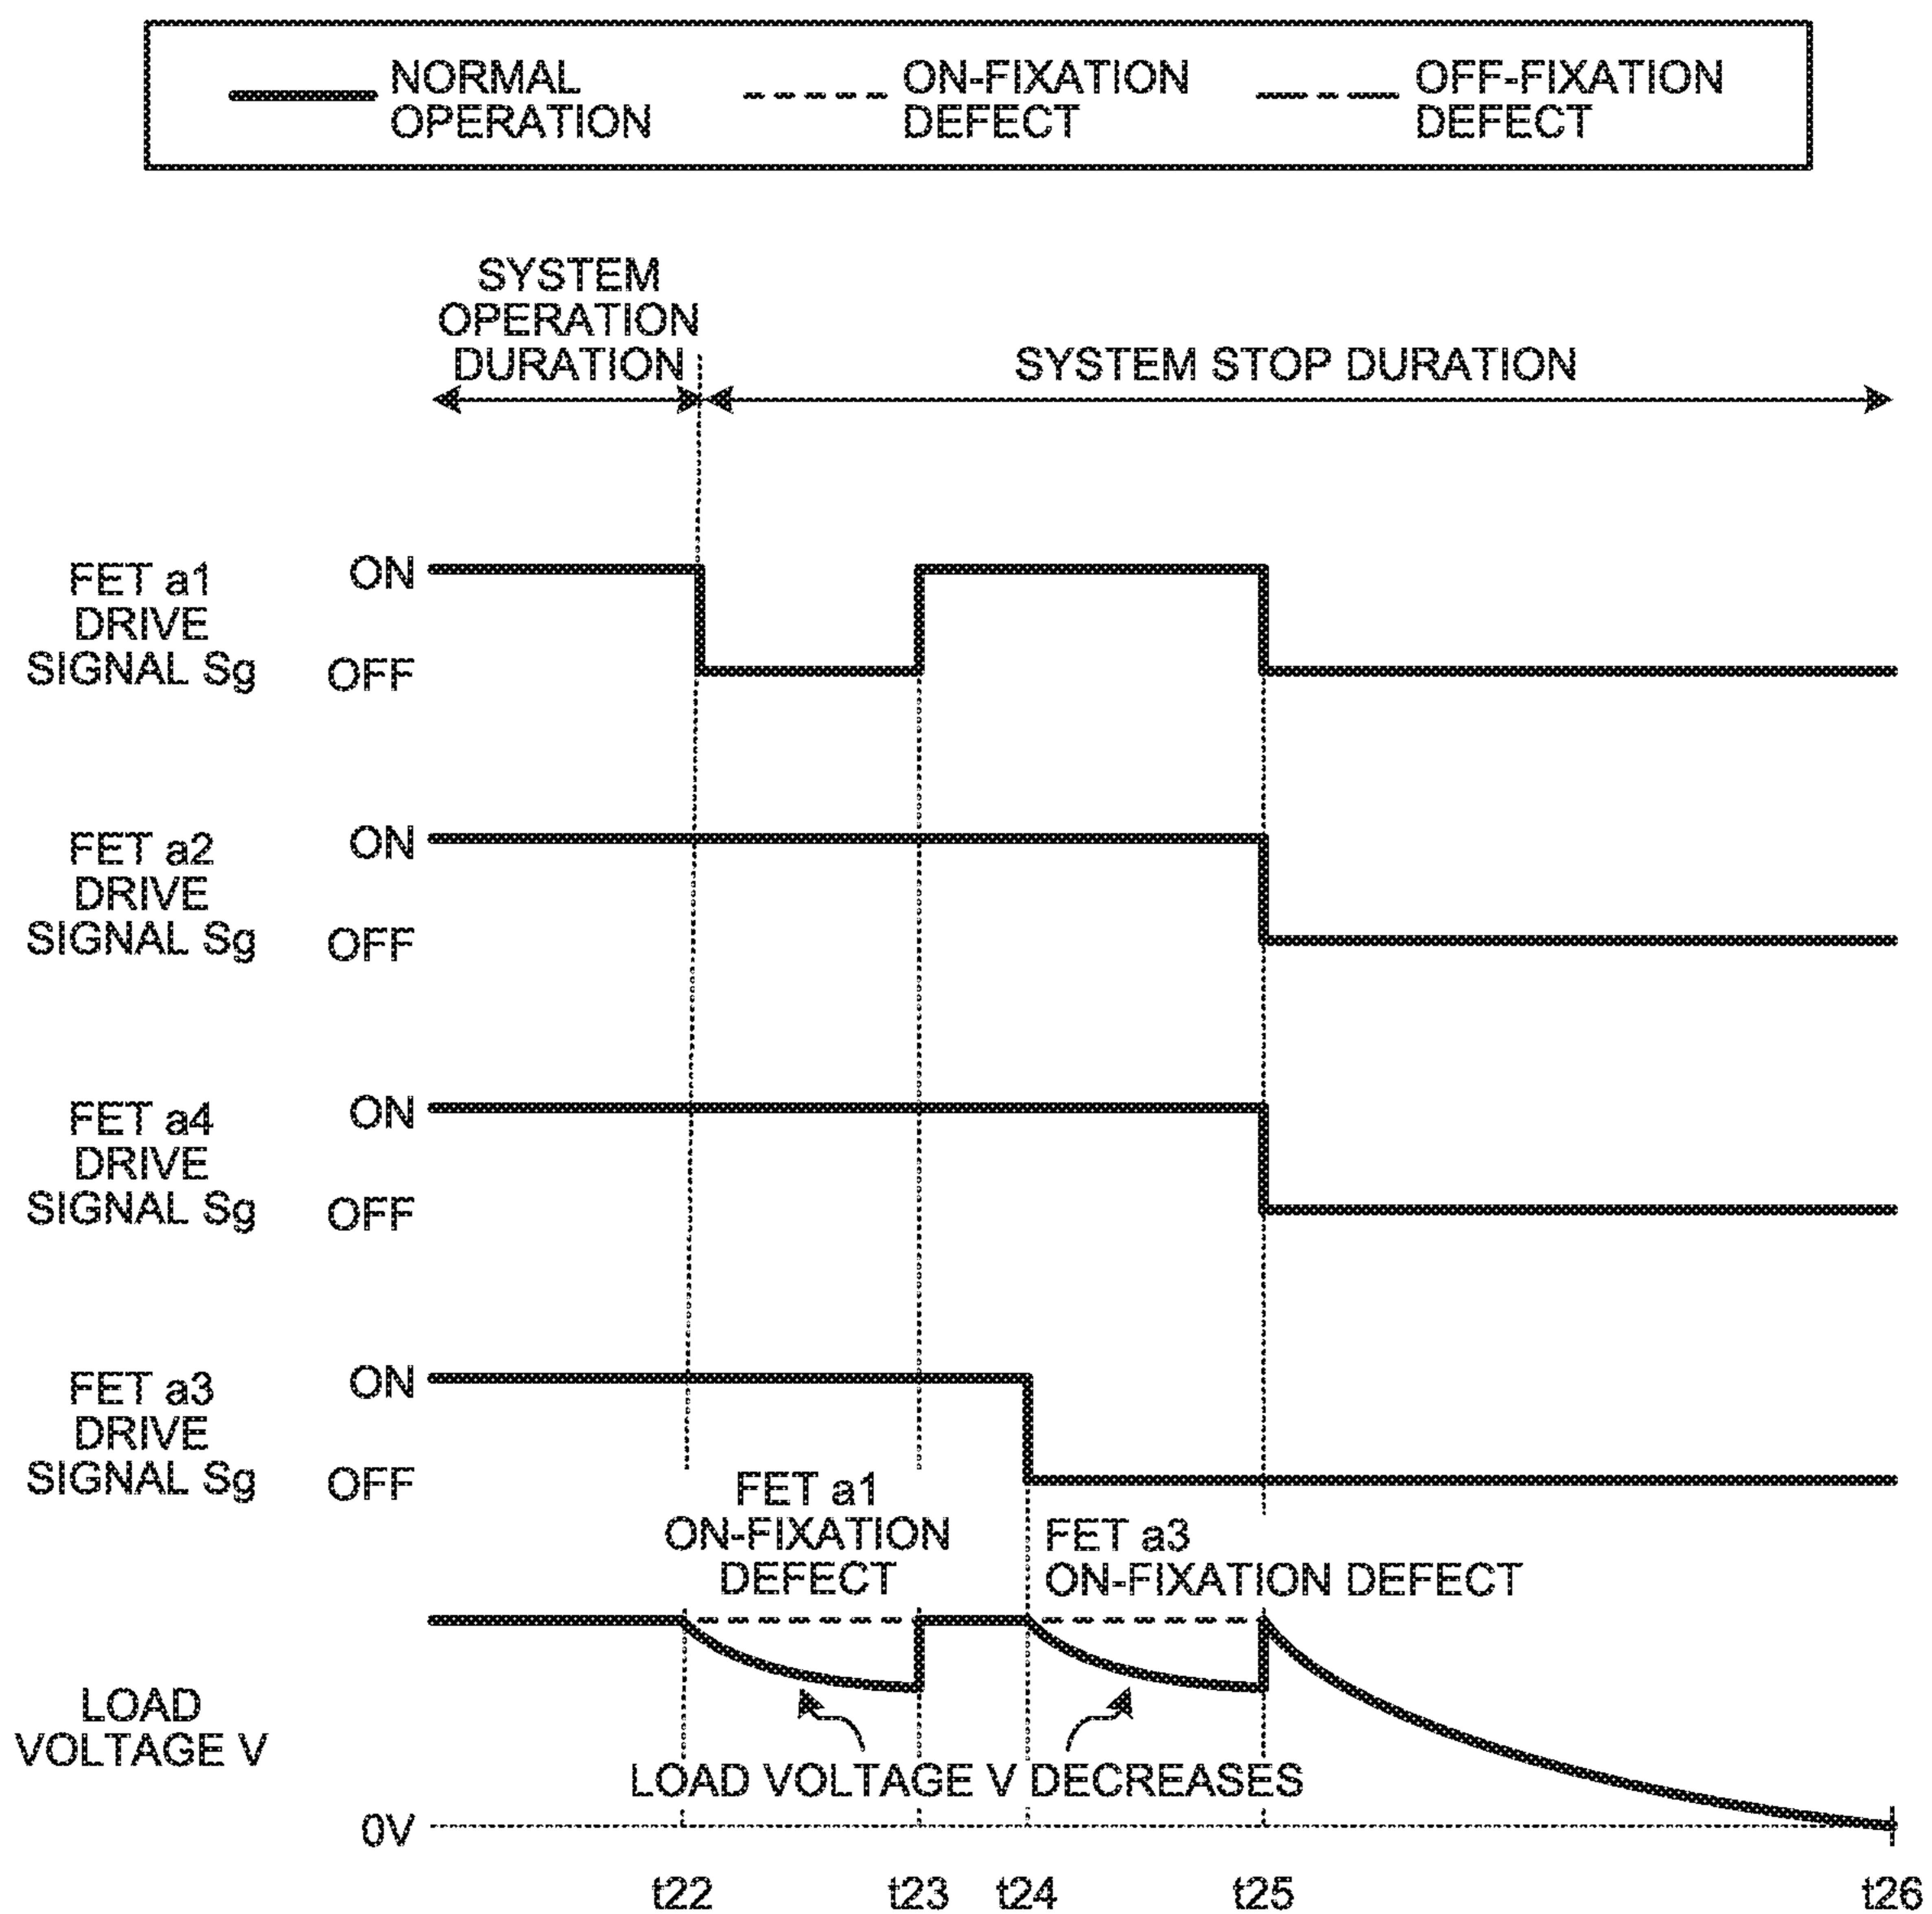 NORMAL
OPERATION
ON-FIXATION
DEFECT
OFF-FIXATION
DEFECT
SYSTEM
OPERATION
DURATION
SYSTEM STOP DURATION
FET a1
DRIVE
SIGNAL Sg
ON
OFF
FET a2
DRIVE
SIGNAL Sg
ON
OFF
FET a4
DRIVE
SIGNAL Sg
ON
OFF
FET a3
DRIVE
SIGNAL Sg
ON
OFF
FET a1
ON-FIXATION
DEFECT
FET a3
ON-FIXATION DEFECT
LOAD
VOLTAGE V
LOAD VOLTAGE V DECREASES
0V
t22
t23
t24
t25
t26